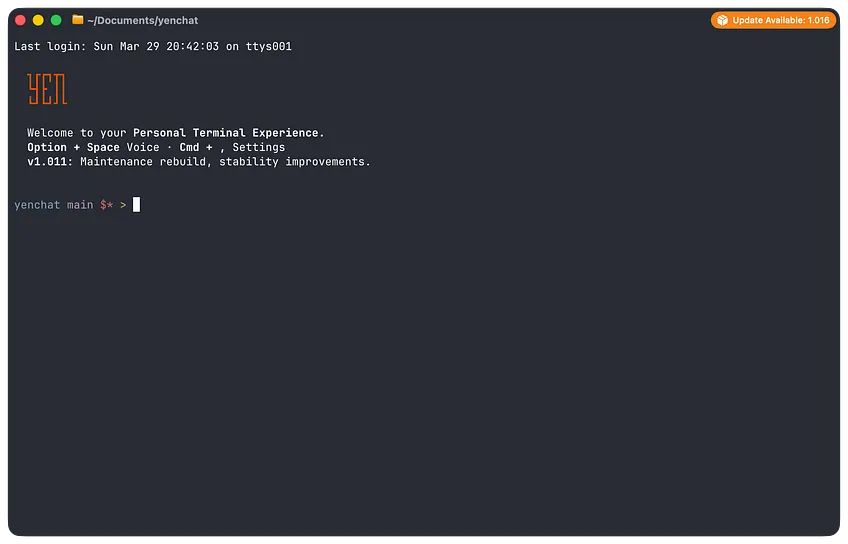 ~/Documents/yenchat
Update Available: 1.016
Last login: Sun Mar 29 20:42:03 on ttys001
YEN
Welcome to your Personal Terminal Experience.
Option + Space Voice · Cmd + , Settings
v1.011: Maintenance rebuild, stability improvements.
yenchat main $* >